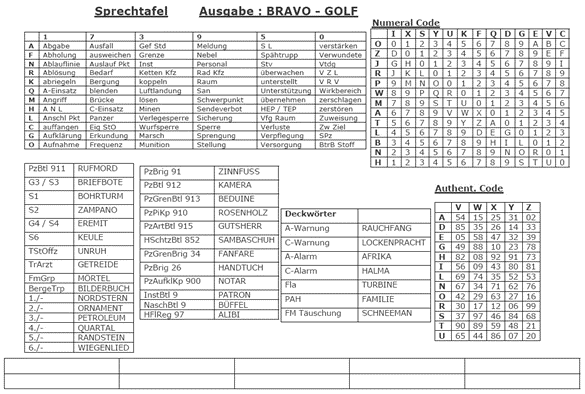 Sprechtafel Ausgabe : BRAVO - GOLF
1 7 3 9 5 0
A Abgabe Ausfall Gef Std Meldung S L verstärken
F Abholung ausweichen Grenze Nebel Spähtrupp Verwundete
N Ablauflinie Auslauf Pkt Inst Personal Stv Vtdg
R Ablösung Bedarf Ketten Kfz Rad Kfz überwachen V Z L
K abriegeln Bergung koppeln Raum unterstellt V R V
Q A-Einsatz blenden Luftlandung San Unterstützung Wirkbereich
M Angriff Brücke lösen Schwerpunkt übernehmen zerschlagen
H A N L C-Einsatz Minen Sendeverbot HEP / TEP zerstören
L Anschl Pkt Panzer Verlegesperre Sicherung Vfg Raum Zuweisung
C auffangen Eig StO Wurfsperre Sperre Verluste Zw Ziel
G Aufklärung Erkundung Marsch Sprengung Verpflegung SPz
O Aufnahme Frequenz Munition Stellung Versorgung BtrB Stoff
Numeral Code
I X S Y U K F Q D G E V H
O 0 1 2 3 4 5 6 7 8 9 A B C
Z D 0 1 2 3 4 5 6 7 8 9 E F
J G H 0 1 2 3 4 5 6 7 8 9 I
R J K L 0 1 2 3 4 5 6 7 8 9
P 9 M N O 0 1 2 3 4 5 6 7 8
W 8 9 P Q R 0 1 2 3 4 5 6 7
M 7 8 9 S T U 0 1 2 3 4 5 6
A 6 7 8 9 V W X 0 1 2 3 4 5
T 5 6 7 8 9 Y Z A 0 1 2 3 4
L 4 5 6 7 8 9 D E G 0 1 2 3
B 3 4 5 6 7 8 9 H I L 0 1 2
N 2 3 4 5 6 7 8 9 N O R 0 1
H 1 2 3 4 5 6 7 8 9 S T U 0
PzBtl 911 RUFMORD
G3 / S3 BRIEFBOTE
S1 BOHRTURM
S2 ZAMPANO
G4 / S4 EREMIT
S6 KEULE
TStOffz UNRUH
TrArzt GETREIDE
FmGrp MÖRTEL
BergeTrp BILDERBUCH
1./- NORDSTERN
2./- ORNAMENT
3./- PETROLEUM
4./- QUARTAL
5./- RANDSTEIN
6./- WIEGENLIED
PzBrig 91 ZINNFUSS
PzBtl 912 KAMERA
PzGrenBtl 913 BEDUINE
PzPiKp 910 ROSENHOLZ
PzArtBtl 915 GUTSHERR
HSchtzBtl 852 SAMBASCHUH
PzGrenBrig 34 FANFARE
PzBrig 26 HANDTUCH
PzAufklKp 900 NOTAR
InstBtl 9 PATRON
NaschBtl 9 BÜFFEL
HFlReg 97 ALIBI
Deckwörter
A-Warnung RAUCHFANG
C-Warnung LOCKENPRACHT
A-Alarm AFRIKA
C-Alarm HALMA
Fla TURBINE
PAH FAMILIE
FM Täuschung SCHNEEMAN
Authent. Code
V W X Y Z
A 54 15 25 31 02
D 85 35 26 14 33
E 05 58 47 32 39
G 49 88 10 23 78
H 82 08 92 91 73
I 56 09 43 80 81
L 69 74 35 52 53
N 67 34 71 62 76
O 42 29 63 27 16
R 30 17 12 06 99
S 37 97 46 84 68
T 90 89 59 48 21
U 65 44 86 07 20